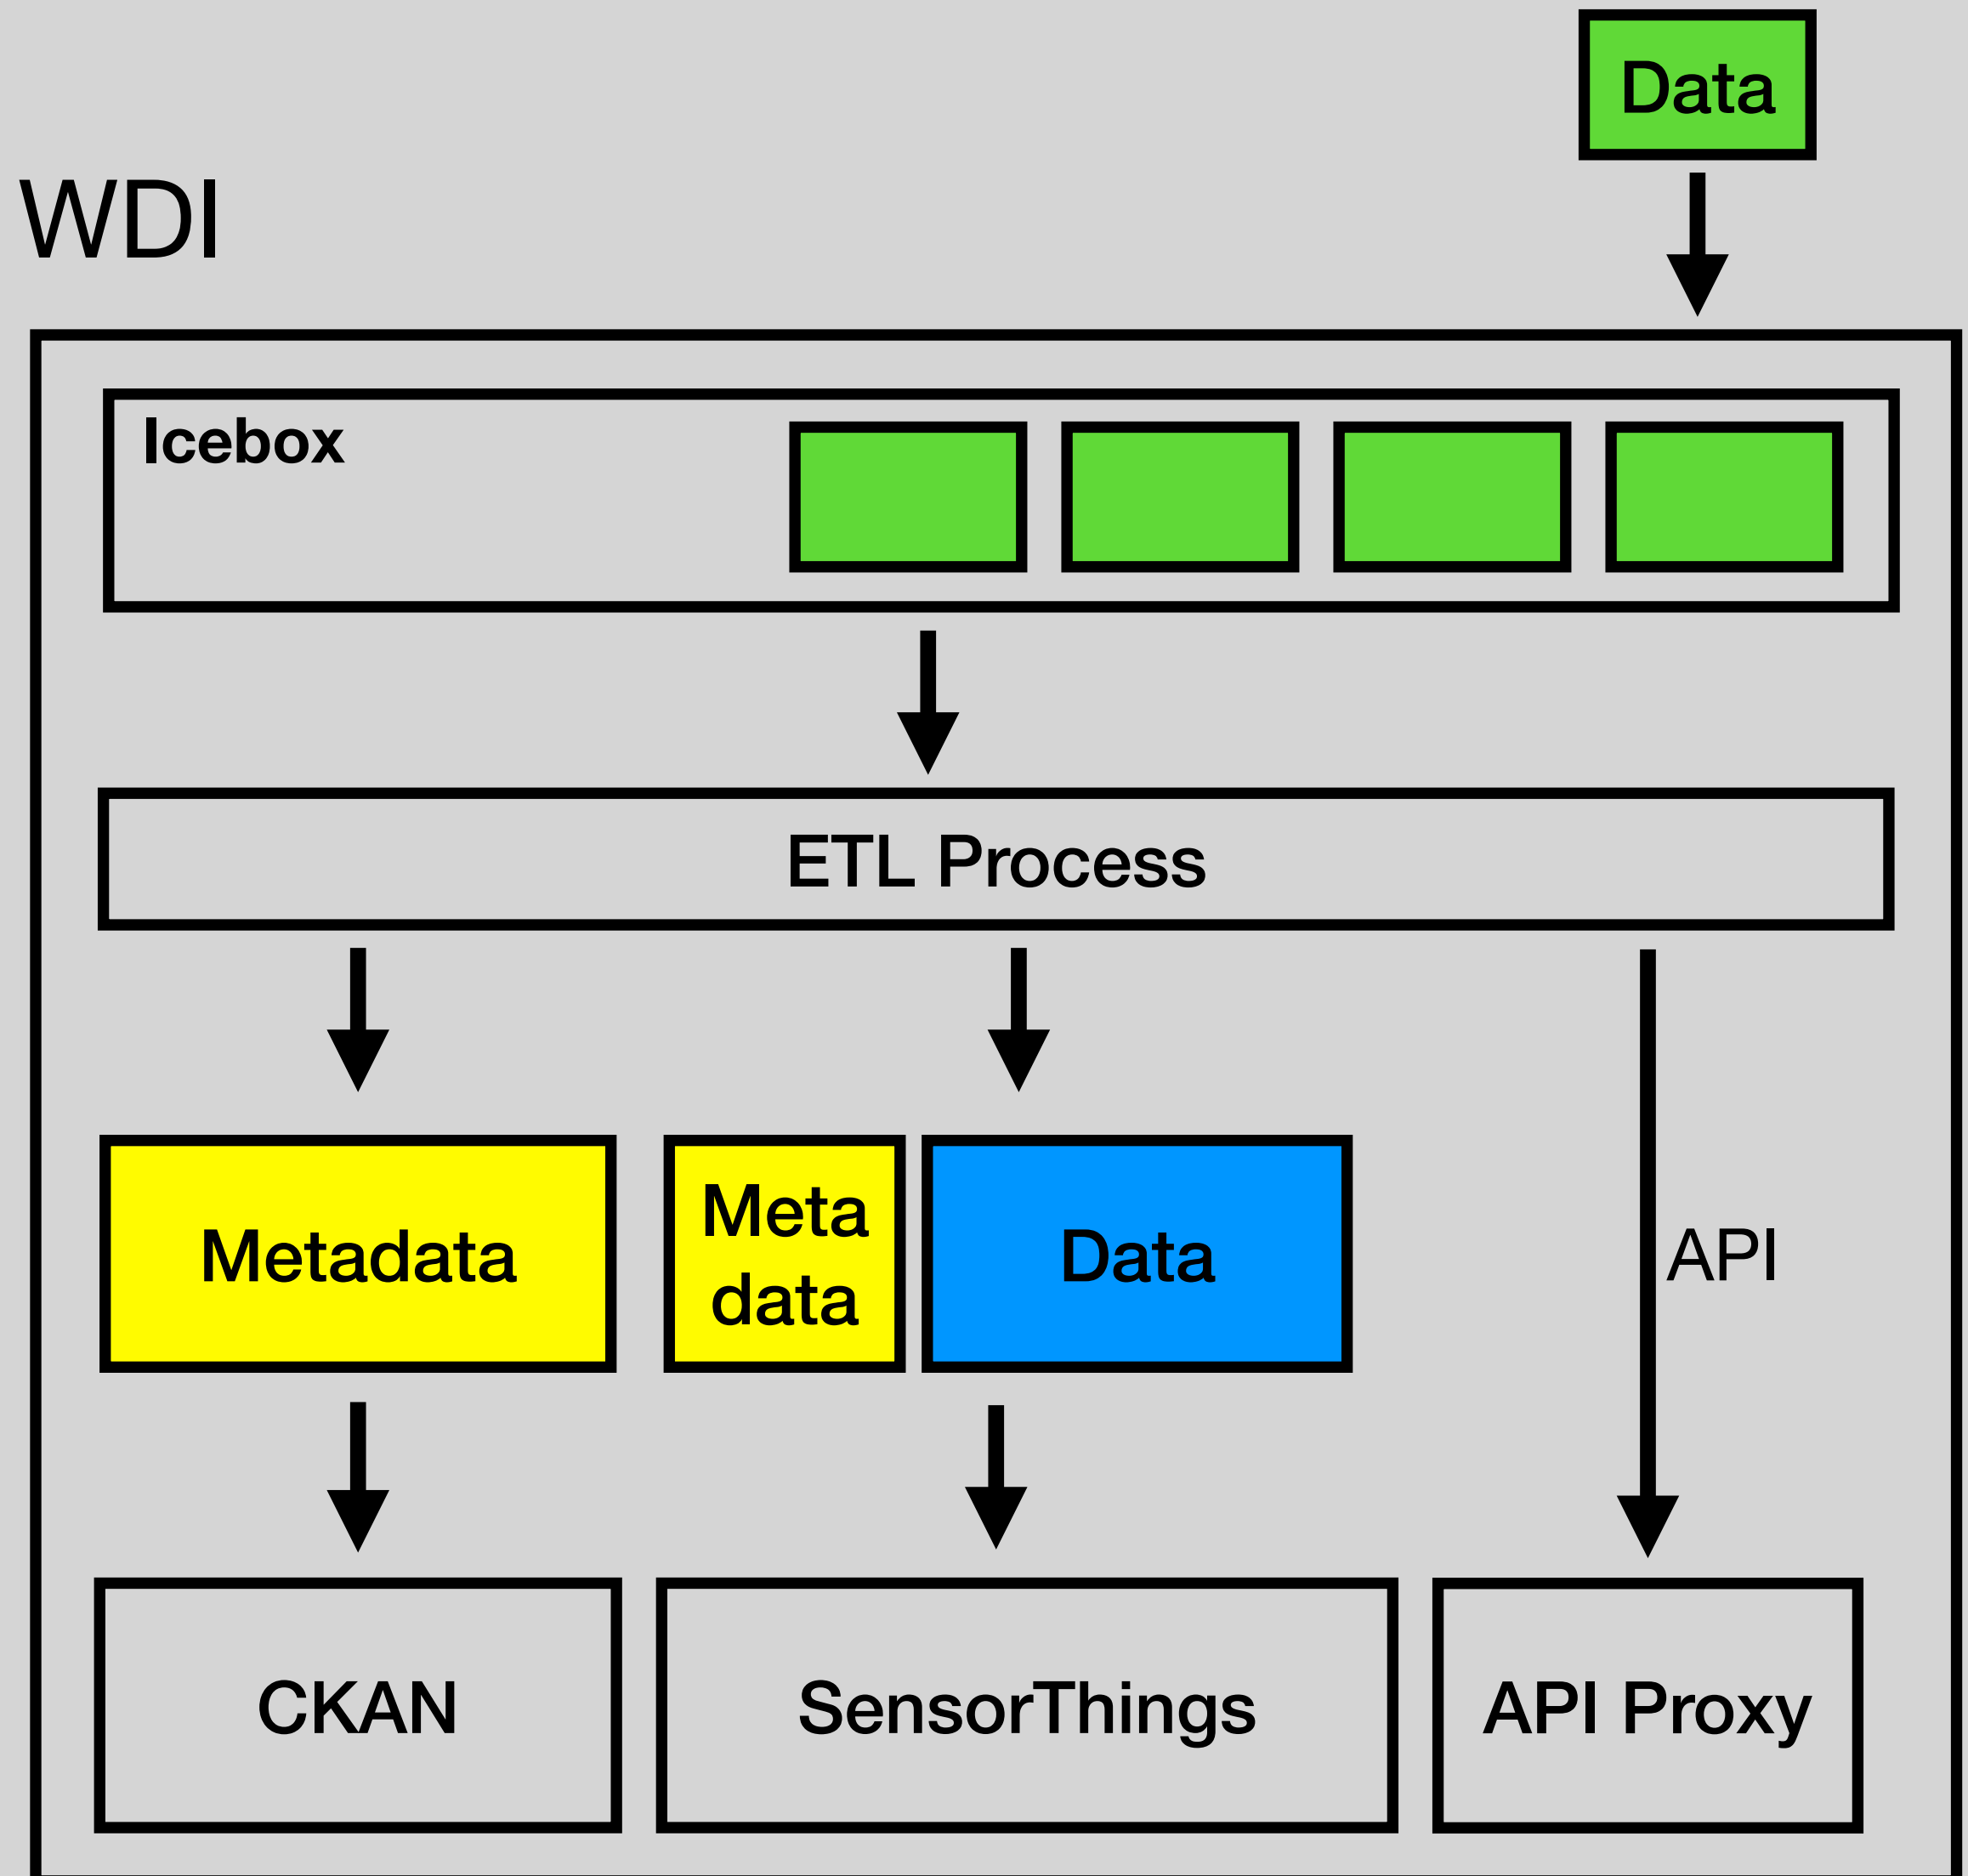 Data
WDI
Icebox
ETL Process
Metadata
Meta
data
Data
API
CKAN
SensorThings
API Proxy